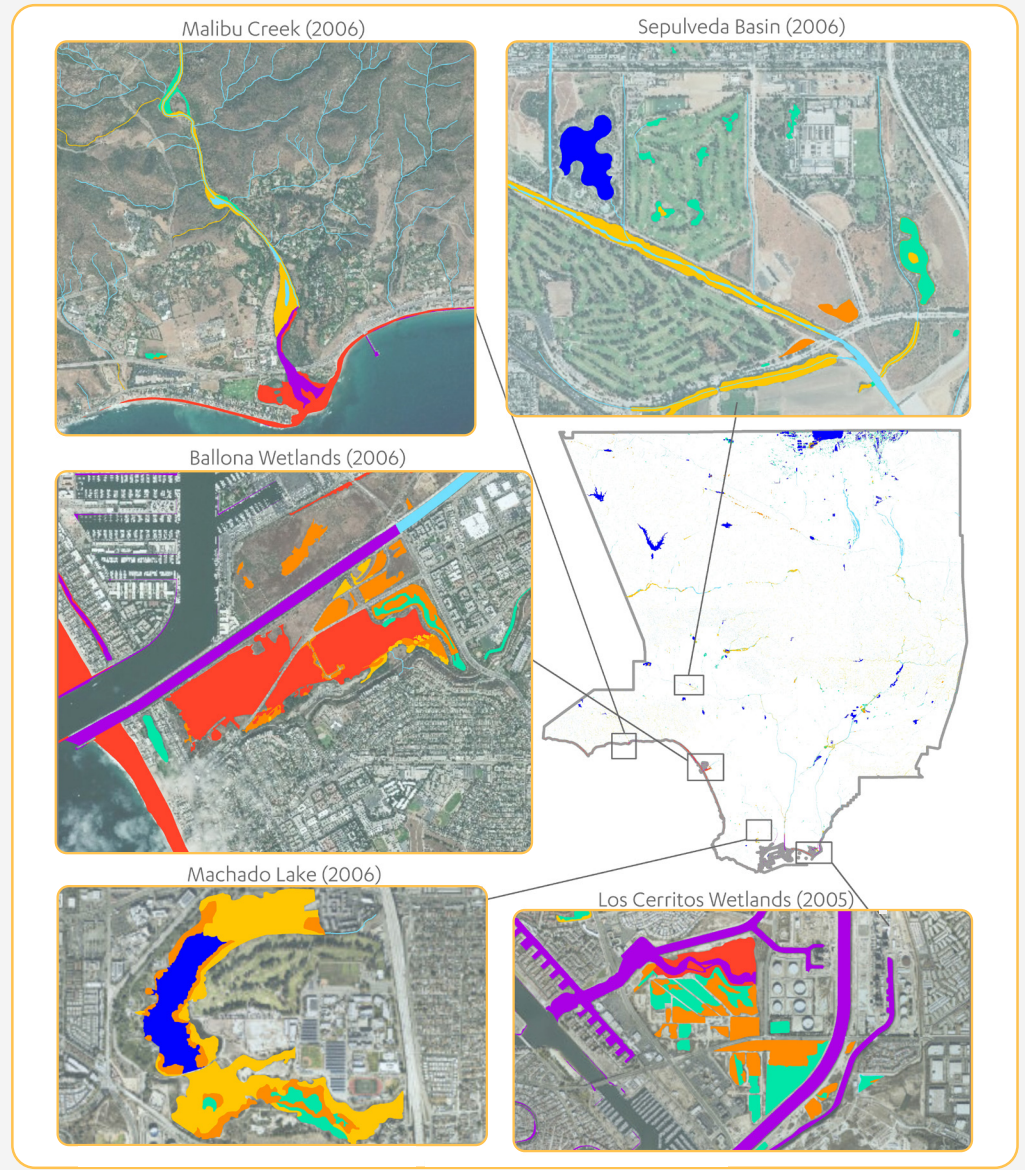 Malibu Creek (2006)
Sepulveda Basin (2006)
Ballona Wetlands (2006)
Machado Lake (2006)
Los Cerritos Wetlands (2005)